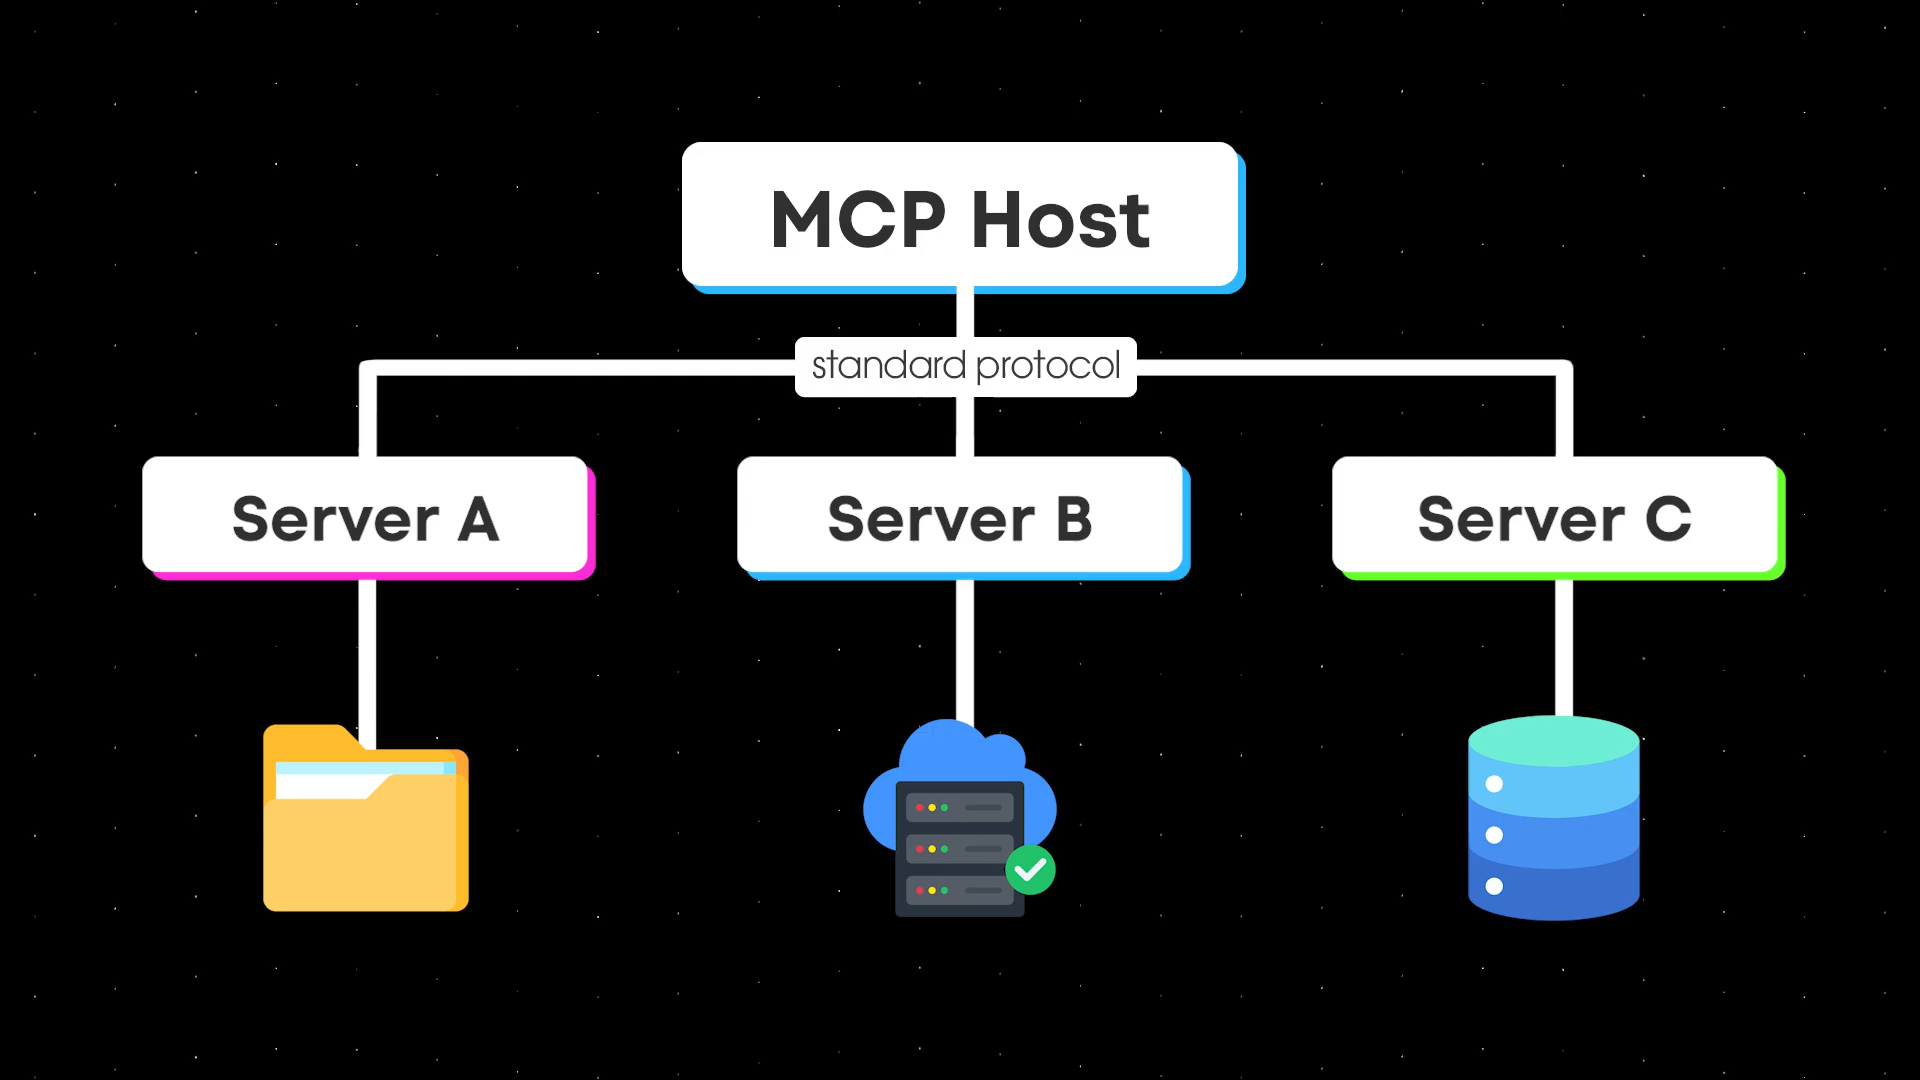 MCP Host
standard protocol
Server A
Server B
Server C